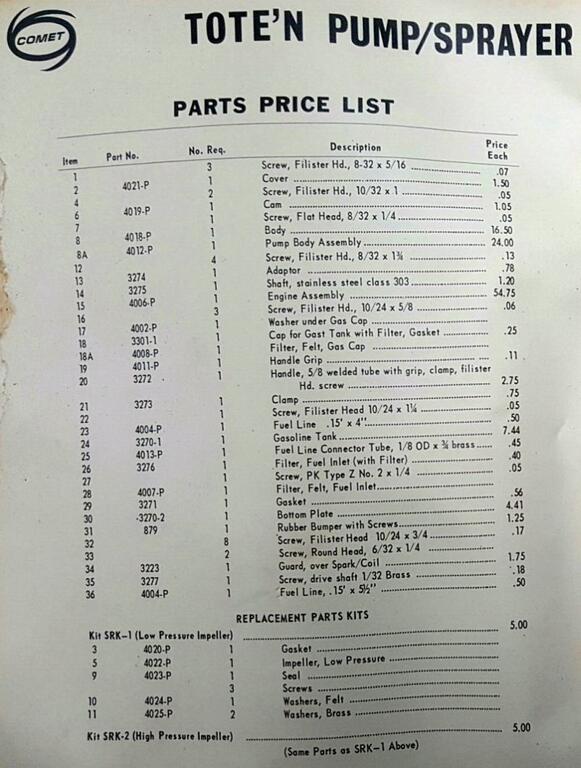 COMET
TOTE'N PUMP/SPRAYER
PARTS PRICE LIST
Item Part No. No. Req. Description Price Each
1 3 Screw, Filister Hd., 8-32 x 5/16 .07
2 4021-P 1 Cover 1.50
4 2 Screw, Filister Hd., 10/32 x 1 .05
6 4019-P 1 Cam 1.05
7 1 Screw, Flat Head, 8/32 x 1/4 .05
8 4018-P 1 Body 16.50
8A 4012-P 1 Pump Body Assembly 24.00
12 4 Screw, Filister Hd., 8/32 x 1¾ .13
13 3274 1 Adaptor .78
14 3275 1 Shaft, stainless steel class 303 1.20
15 4006-P 1 Engine Assembly 54.75
16 3 Screw, Filister Hd., 10/24 x 5/8 .06
17 4002-P 1 Washer under Gas Cap
18 3301-1 1 Cap for Gast Tank with Filter, Gasket .25
18A 4008-P 1 Filter, Felt, Gas Cap
19 4011-P 1 Handle Grip .11
20 3272 1 Handle, 5/8 welded tube with grip, clamp, filister
Hd. screw 2.75
21 3273 1 Clamp .75
22 1 Screw, Filister Head 10/24 x 1¼ .05
23 4004-P 1 Fuel Line .15' x 4" .50
24 3270-1 1 Gasoline Tank 7.44
25 4013-P 1 Fuel Line Connector Tube, 1/8 OD x ¾ brass .45
26 3276 1 Filter, Fuel Inlet (with Filter) .40
27 1 Screw, PK Type Z No. 2 x 1/4 .05
28 4007-P 1 Filter, Felt, Fuel Inlet
29 3271 1 Gasket .56
30 3270-2 1 Bottom Plate 4.41
31 879 1 Rubber Bumper with Screws 1.25
32 8 Screw, Filister Head 10/24 x 3/4 .17
33 2 Screw, Round Head, 6/32 x 1/4
34 3223 1 Guard, over Spark/Coil 1.75
35 3277 1 Screw, drive shaft 1/32 Brass .18
36 4004-P 1 Fuel Line, .15' x 5½" .50
REPLACEMENT PARTS KITS
Kit SRK-1 (Low Pressure Impeller) 5.00
3 4020-P 1 Gasket
5 4022-P 1 Impeller, Low Pressure
9 4023-P 1 Seal
3 Screws
10 4024-P 1 Washers, Felt
11 4025-P 2 Washers, Brass
Kit SRK-2 (High Pressure Impeller) 5.00
(Same Parts as SRK-1 Above)